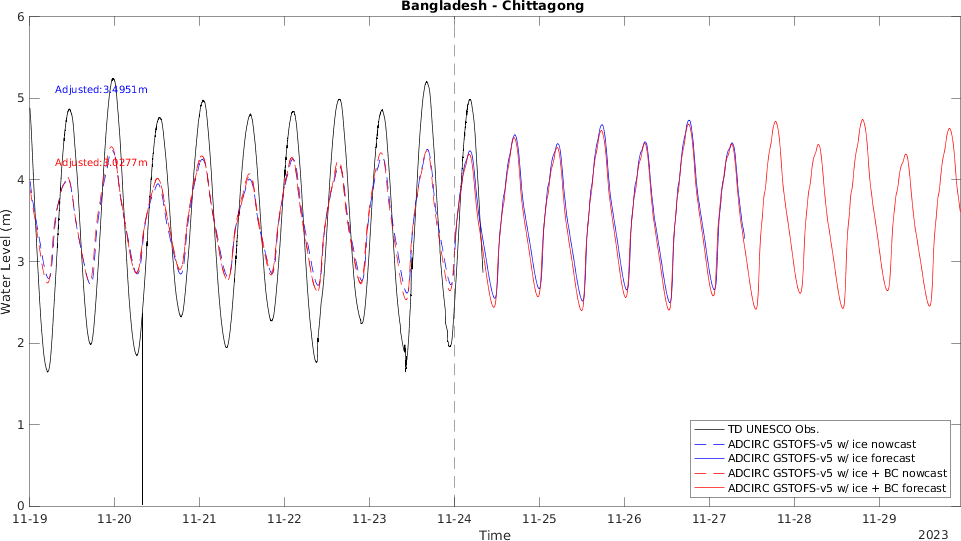 Bangladesh - Chittagong
6
5
4
3
2
1
0
Water Level (m)
Adjusted:3.4951m
Adjusted:3.0277m
TD UNESCO Obs.
ADCIRC GSTOFS-v5 w/ ice nowcast
ADCIRC GSTOFS-v5 w/ ice forecast
ADCIRC GSTOFS-v5 w/ ice + BC nowcast
ADCIRC GSTOFS-v5 w/ ice + BC forecast
11-19 11-20 11-21 11-22 11-23 11-24 11-25 11-26 11-27 11-28 11-29
Time
2023